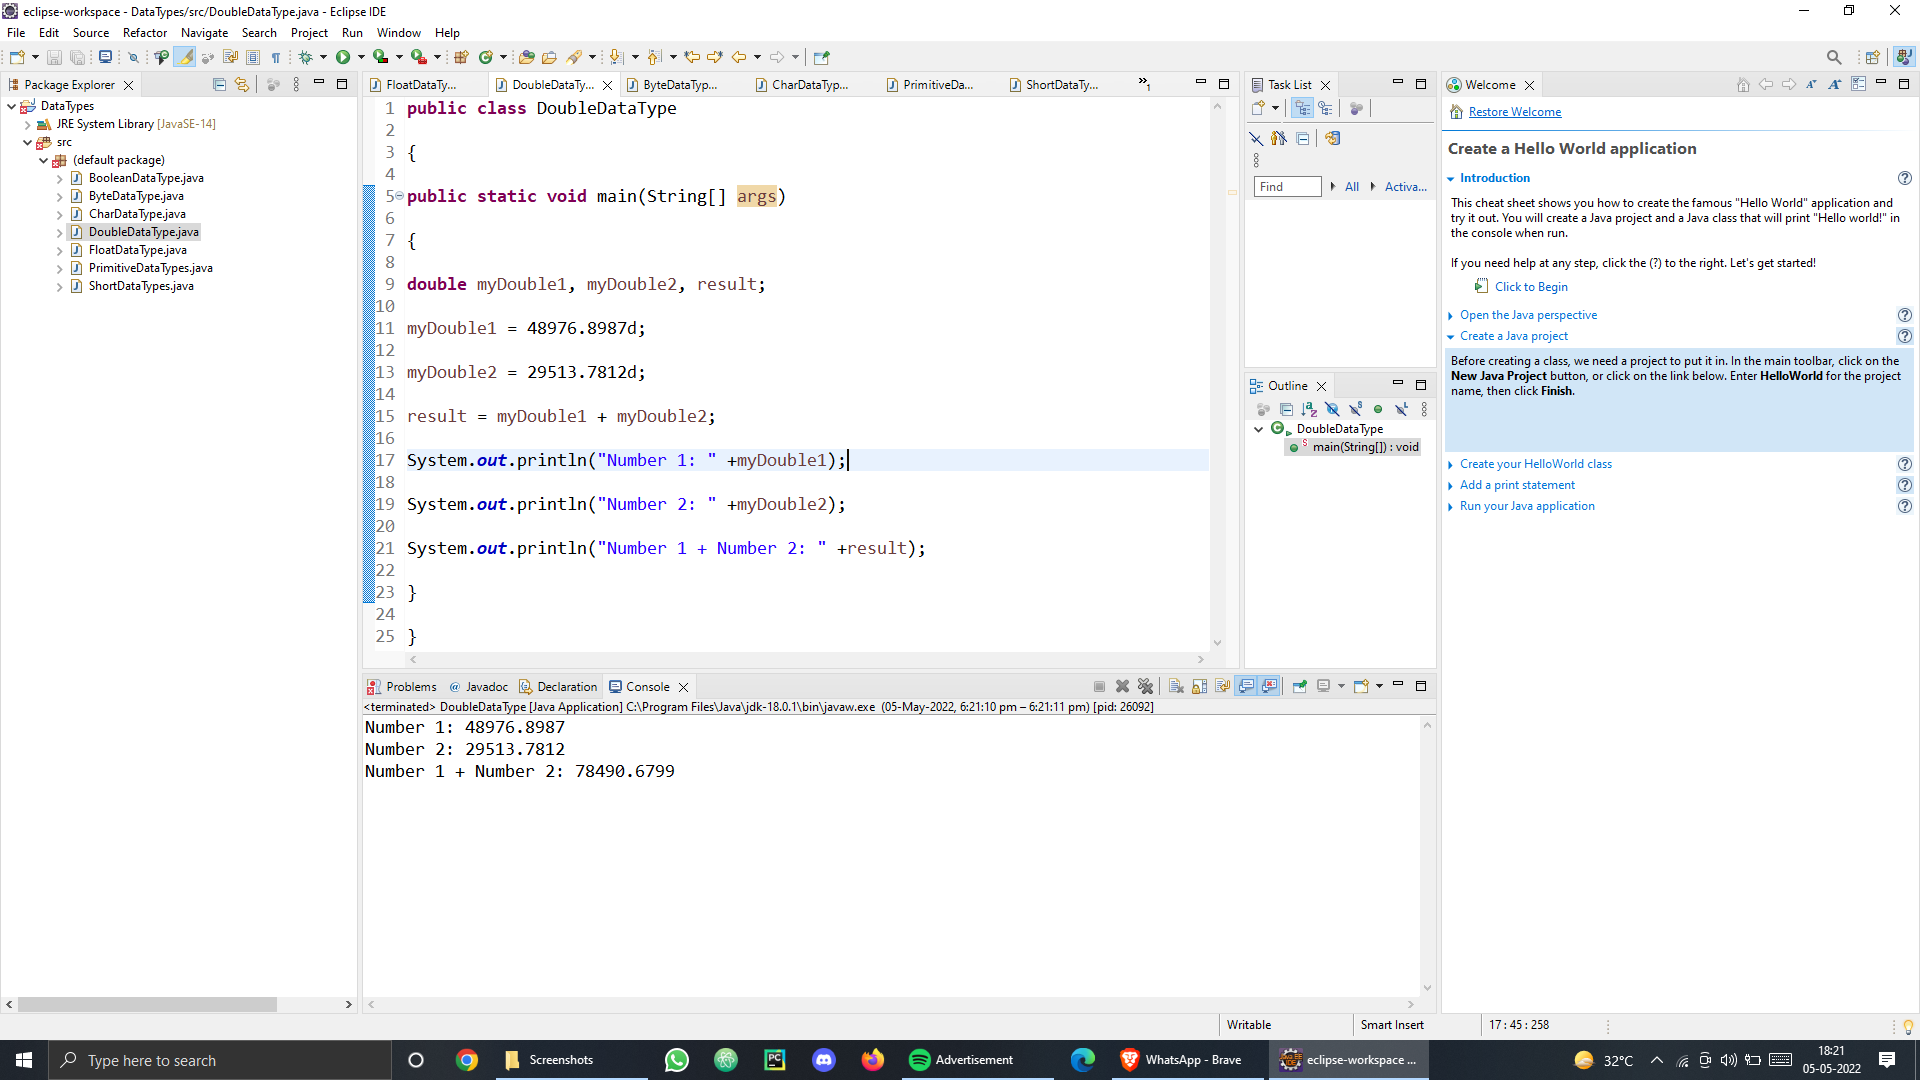 eclipse-workspace - DataTypes/src/DoubleDataType.java - Eclipse IDE
File Edit Source Refactor Navigate Search Project Run Window Help
Package Explorer
DataTypes
JRE System Library [JavaSE-14]
src
(default package)
BooleanDataType.java
ByteDataType.java
CharDataType.java
DoubleDataType.java
FloatDataType.java
PrimitiveDataTypes.java
ShortDataTypes.java
FloatDataTy... DoubleDataTy... ByteDataTyp... CharDataTyp... PrimitiveDa... ShortDataTy... »1
1 public class DoubleDataType
2
3 {
4
5 public static void main(String[] args)
6
7 {
8
9 double myDouble1, myDouble2, result;
10
11 myDouble1 = 48976.8987d;
12
13 myDouble2 = 29513.7812d;
14
15 result = myDouble1 + myDouble2;
16
17 System.out.println("Number 1: " +myDouble1);
18
19 System.out.println("Number 2: " +myDouble2);
20
21 System.out.println("Number 1 + Number 2: " +result);
22
23 }
24
25 }
Problems @ Javadoc Declaration Console
<terminated> DoubleDataType [Java Application] C:\Program Files\Java\jdk-18.0.1\bin\javaw.exe (05-May-2022, 6:21:10 pm – 6:21:11 pm) [pid: 26092]
Number 1: 48976.8987
Number 2: 29513.7812
Number 1 + Number 2: 78490.6799
Task List
Find All Activa...
Outline
DoubleDataType
main(String[]) : void
Welcome
Restore Welcome
Create a Hello World application
Introduction
This cheat sheet shows you how to create the famous "Hello World" application and
try it out. You will create a Java project and a Java class that will print "Hello world!" in
the console when run.
If you need help at any step, click the (?) to the right. Let's get started!
Click to Begin
Open the Java perspective
Create a Java project
Before creating a class, we need a project to put it in. In the main toolbar, click on the
New Java Project button, or click on the link below. Enter HelloWorld for the project
name, then click Finish.
Create your HelloWorld class
Add a print statement
Run your Java application
Writable Smart Insert 17 : 45 : 258
Type here to search
Screenshots
Advertisement
WhatsApp - Brave
eclipse-workspace ...
32°C
18:21
05-05-2022